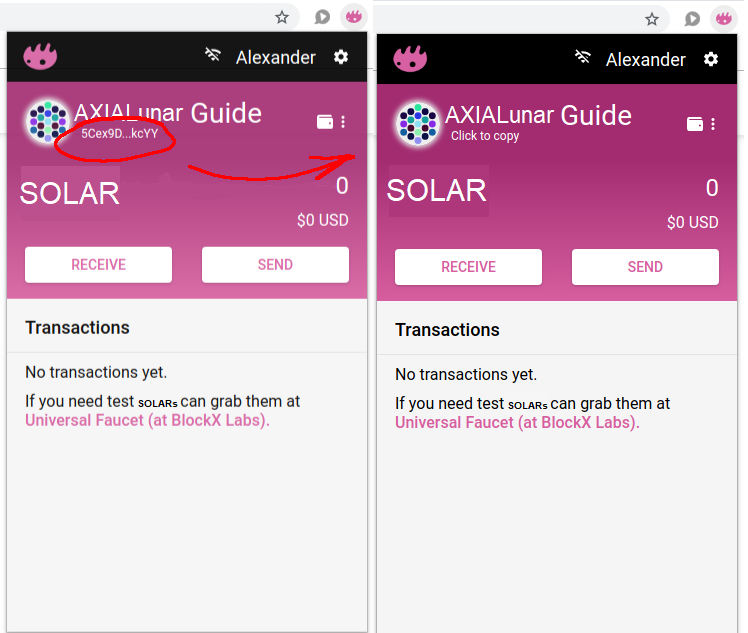 Alexander
AXIALunar Guide
5Cex9D...kcYY
SOLAR
0
$0 USD
RECEIVE
SEND
Transactions
No transactions yet.
If you need test SOLARs can grab them at
Universal Faucet (at BlockX Labs).
Alexander
AXIALunar Guide
Click to copy
SOLAR
0
$0 USD
RECEIVE
SEND
Transactions
No transactions yet.
If you need test SOLARs can grab them at
Universal Faucet (at BlockX Labs).